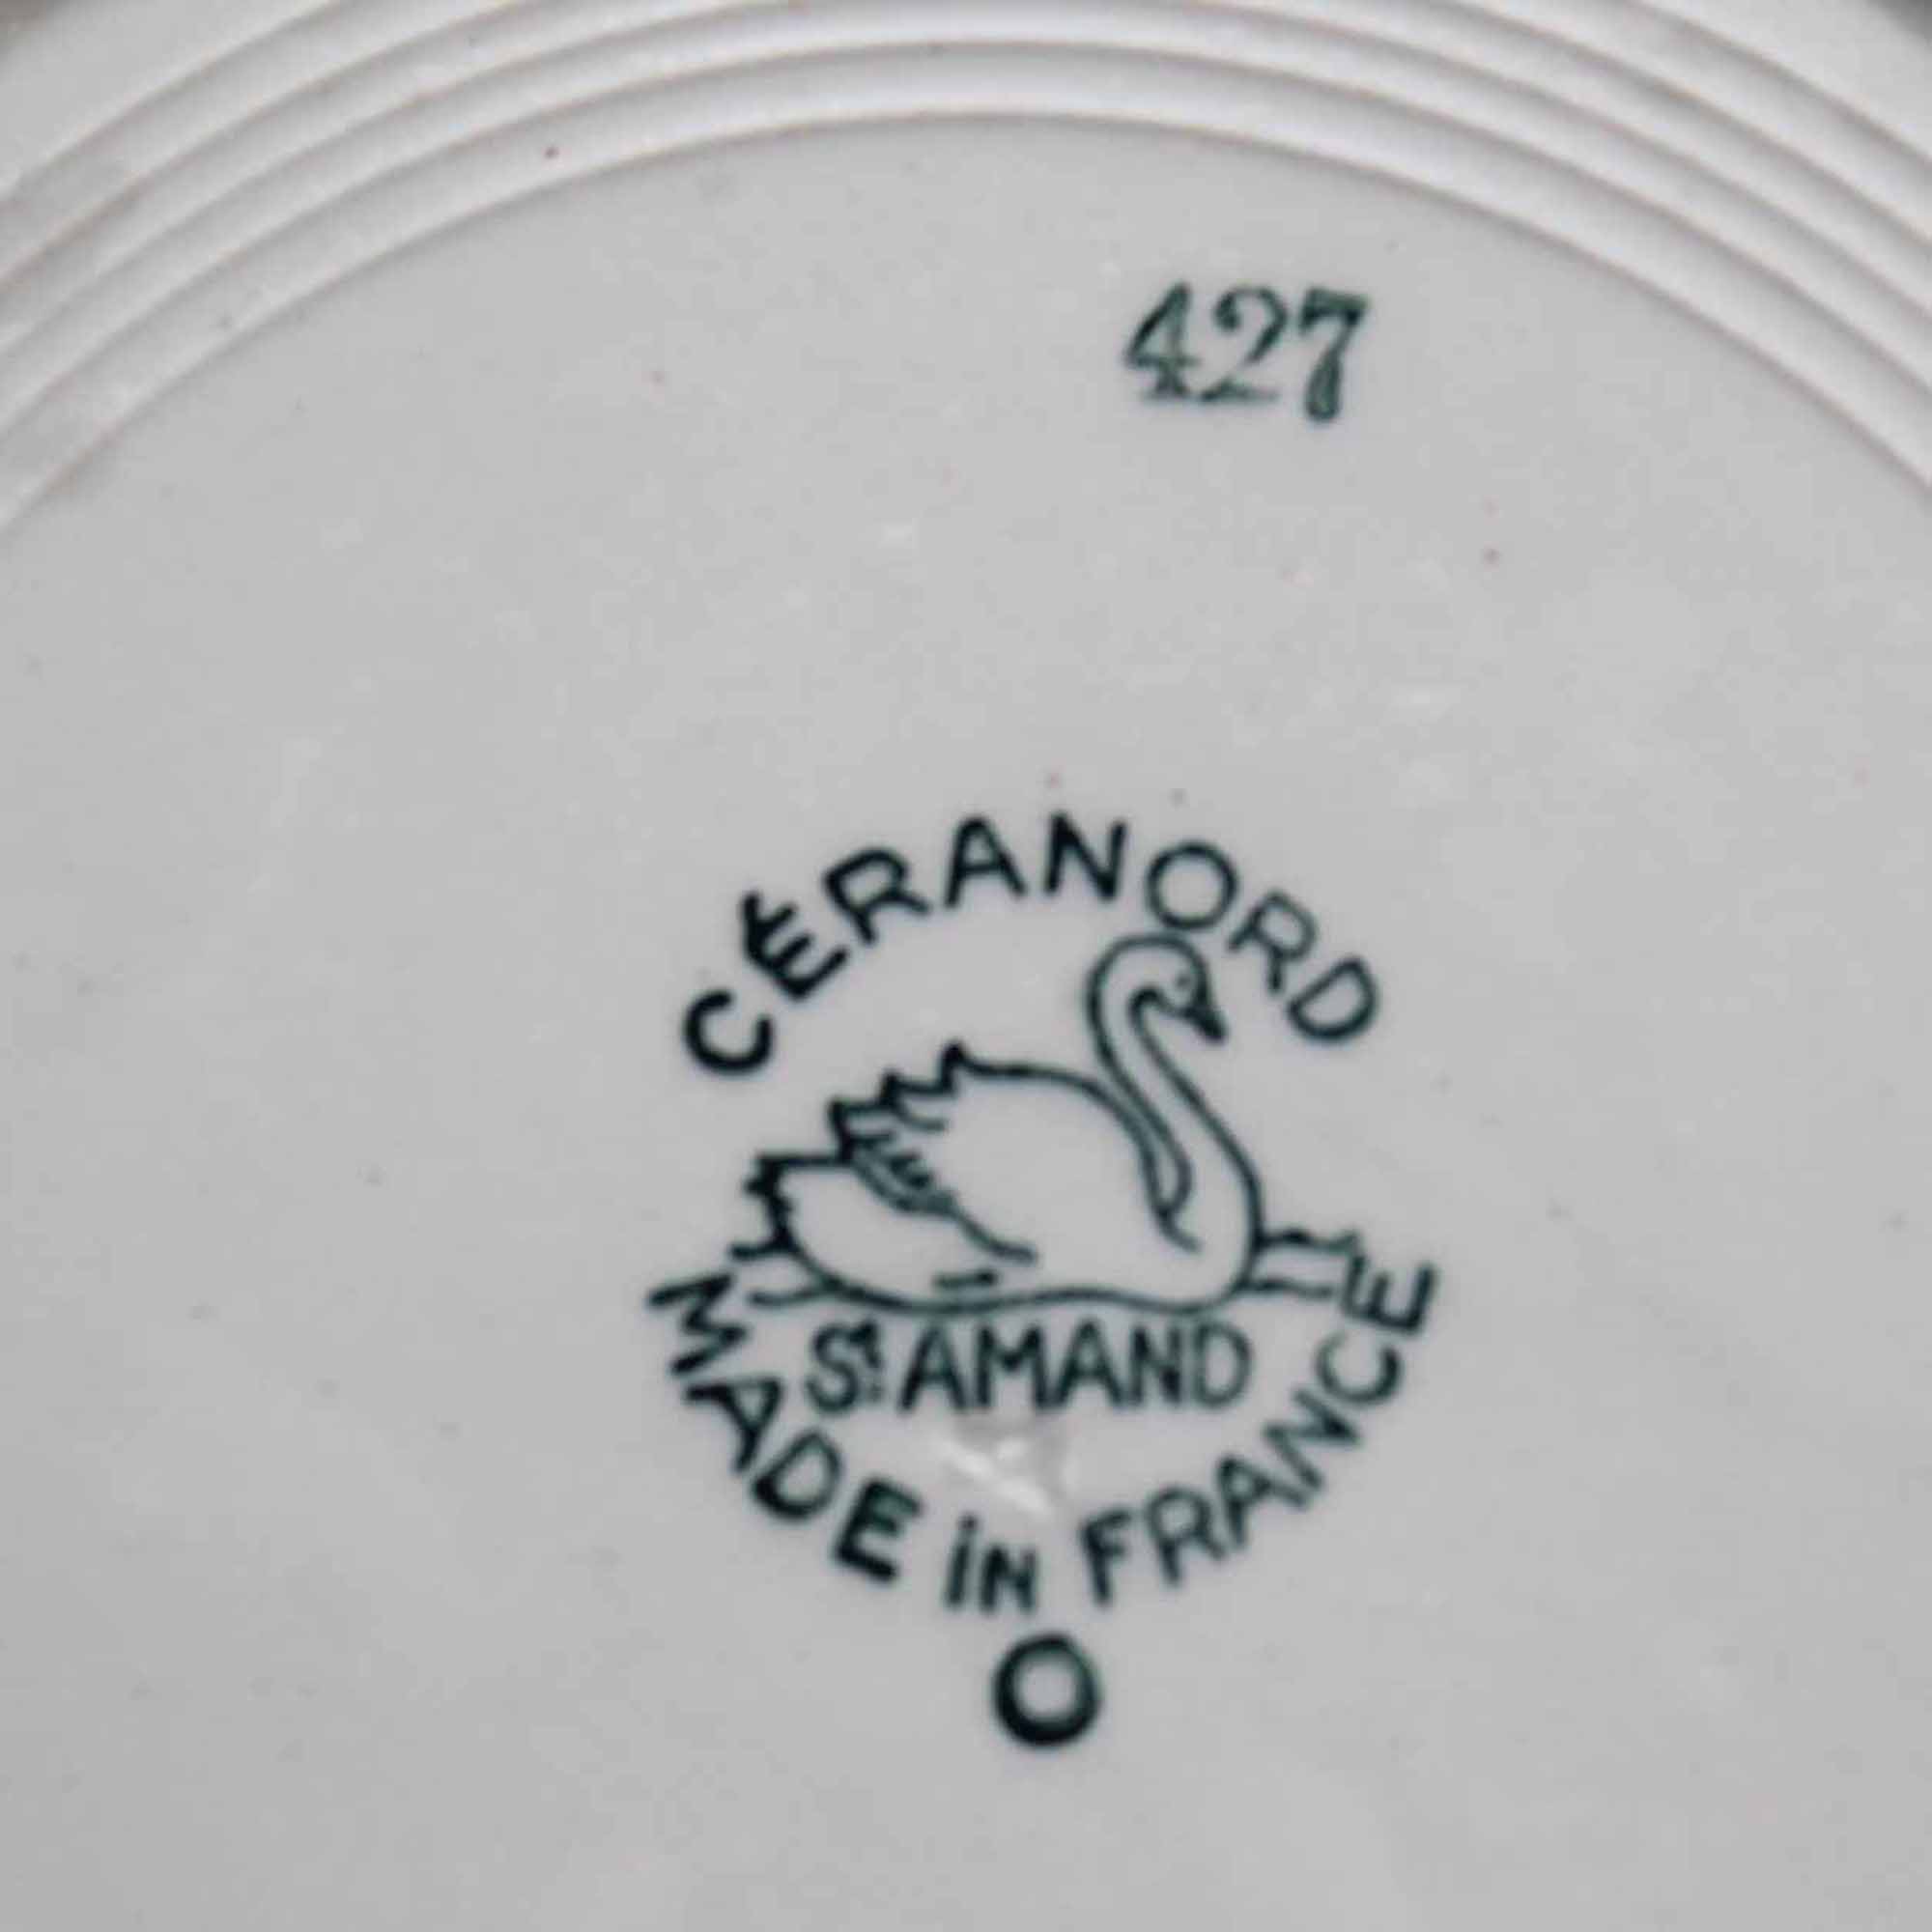 427
CÉRANORD
St. AMAND
MADE iN FRANCE
O